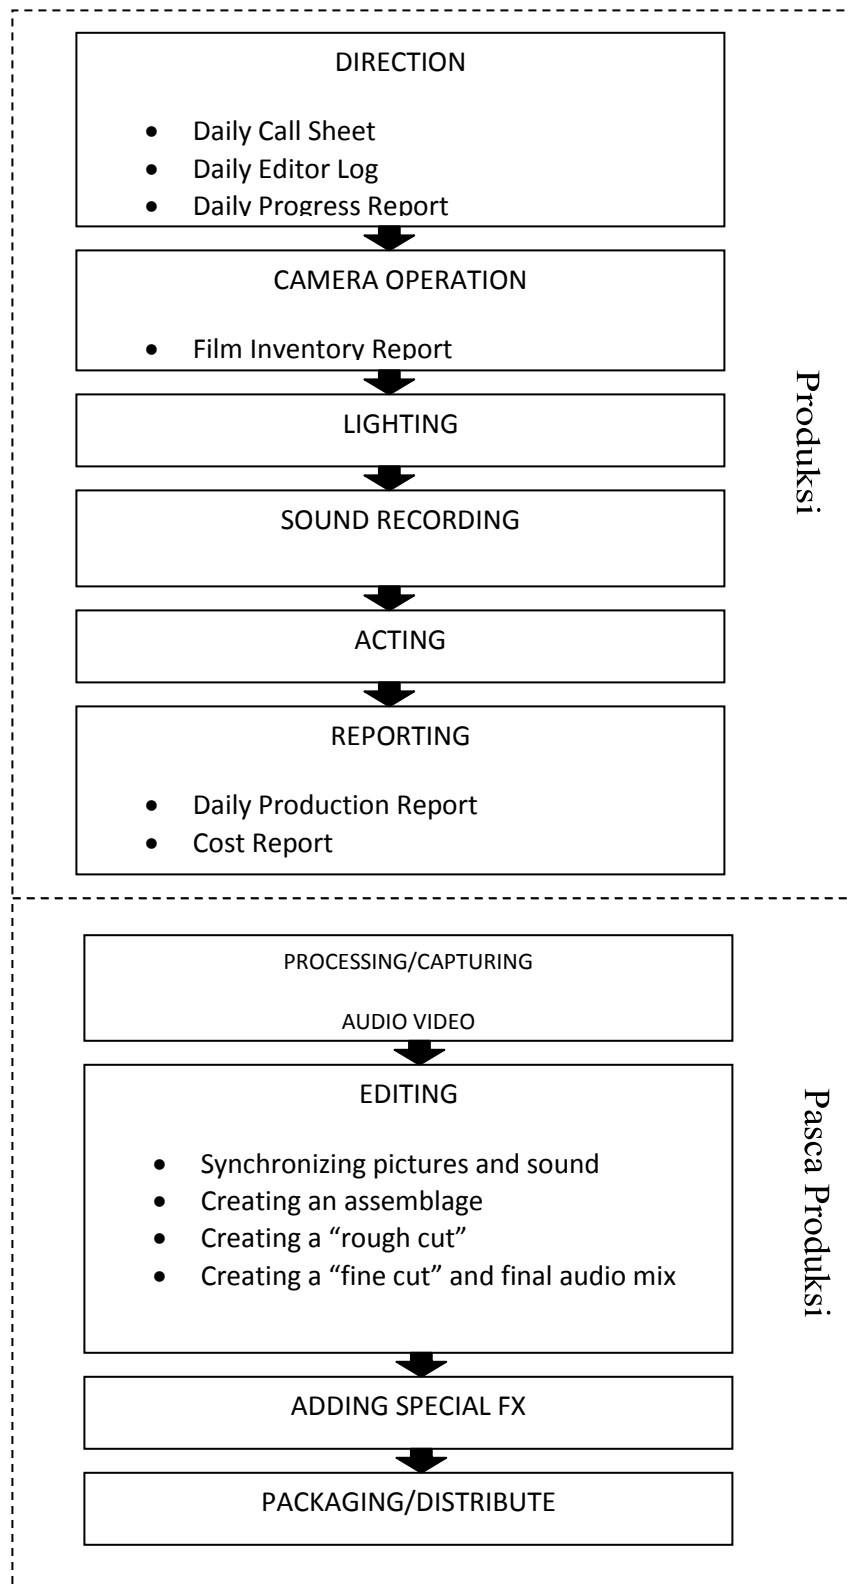 DIRECTION
• Daily Call Sheet
• Daily Editor Log
• Daily Progress Report
CAMERA OPERATION
• Film Inventory Report
LIGHTING
SOUND RECORDING
ACTING
REPORTING
• Daily Production Report
• Cost Report
Produksi
PROCESSING/CAPTURING
AUDIO VIDEO
EDITING
• Synchronizing pictures and sound
• Creating an assemblage
• Creating a “rough cut”
• Creating a “fine cut” and final audio mix
ADDING SPECIAL FX
PACKAGING/DISTRIBUTE
Pasca Produksi